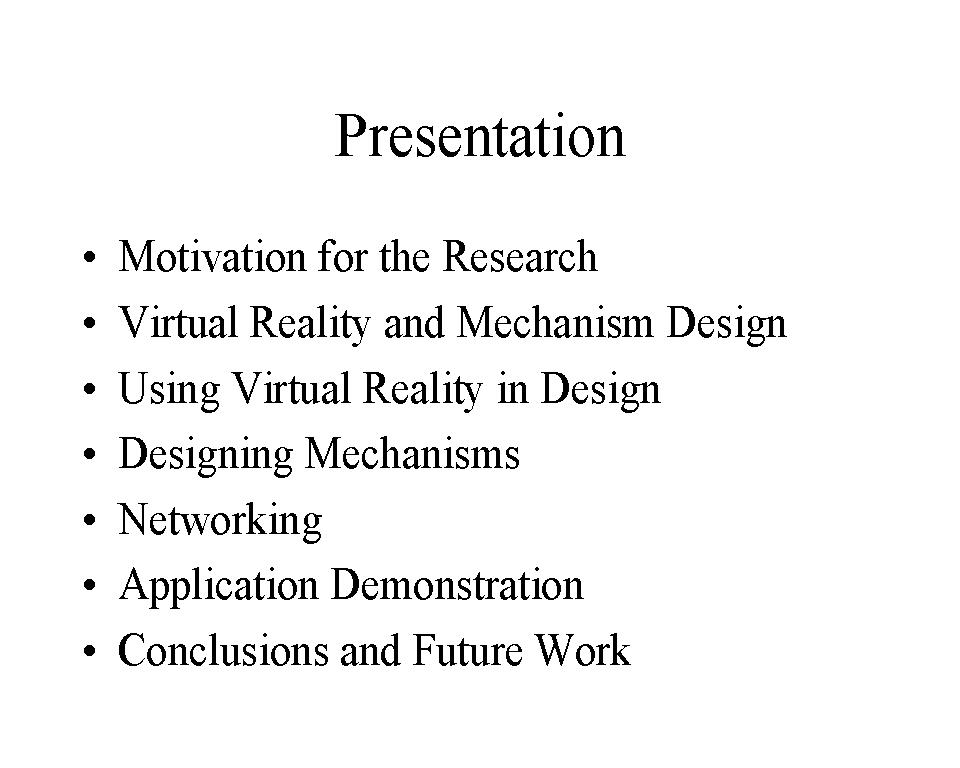 Presentation
• Motivation for the Research
• Virtual Reality and Mechanism Design
• Using Virtual Reality in Design
• Designing Mechanisms
• Networking
• Application Demonstration
• Conclusions and Future Work